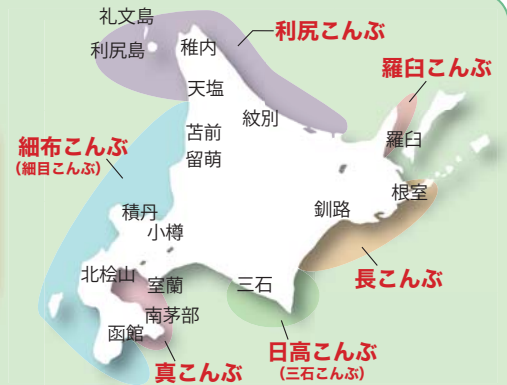 礼文島
利尻島
稚内
利尻こんぶ
天塩
紋別
羅臼こんぶ
羅臼
苫前
留萌
細布こんぶ
(細目こんぶ)
根室
釧路
積丹
小樽
長こんぶ
北桧山
室蘭
三石
南茅部
函館
真こんぶ
日高こんぶ
(三石こんぶ)